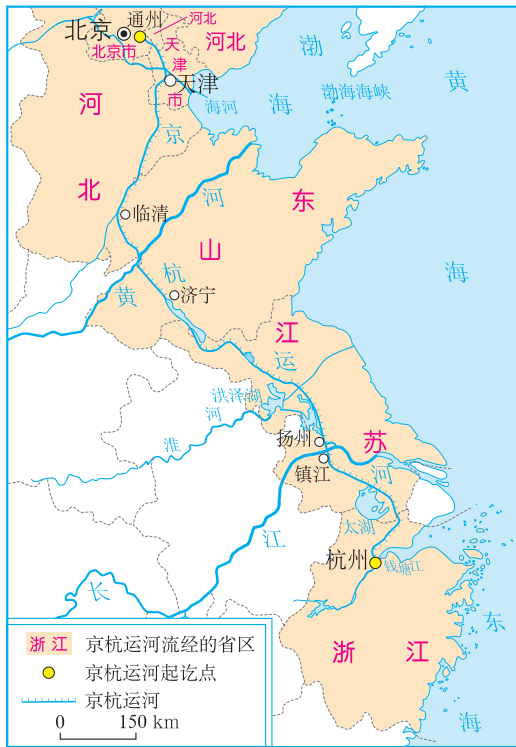 河北
通州
北京
北京市
天津市
河北
渤海
黄海
渤海海峡
天津
海河
河北
京杭运河
临清
黄河
山东
济宁
江苏
洪泽湖
淮河
扬州
镇江
太湖
长江
杭州
钱塘江
浙江
东海
浙江 京杭运河流经的省区
京杭运河起讫点
京杭运河
0 150 km